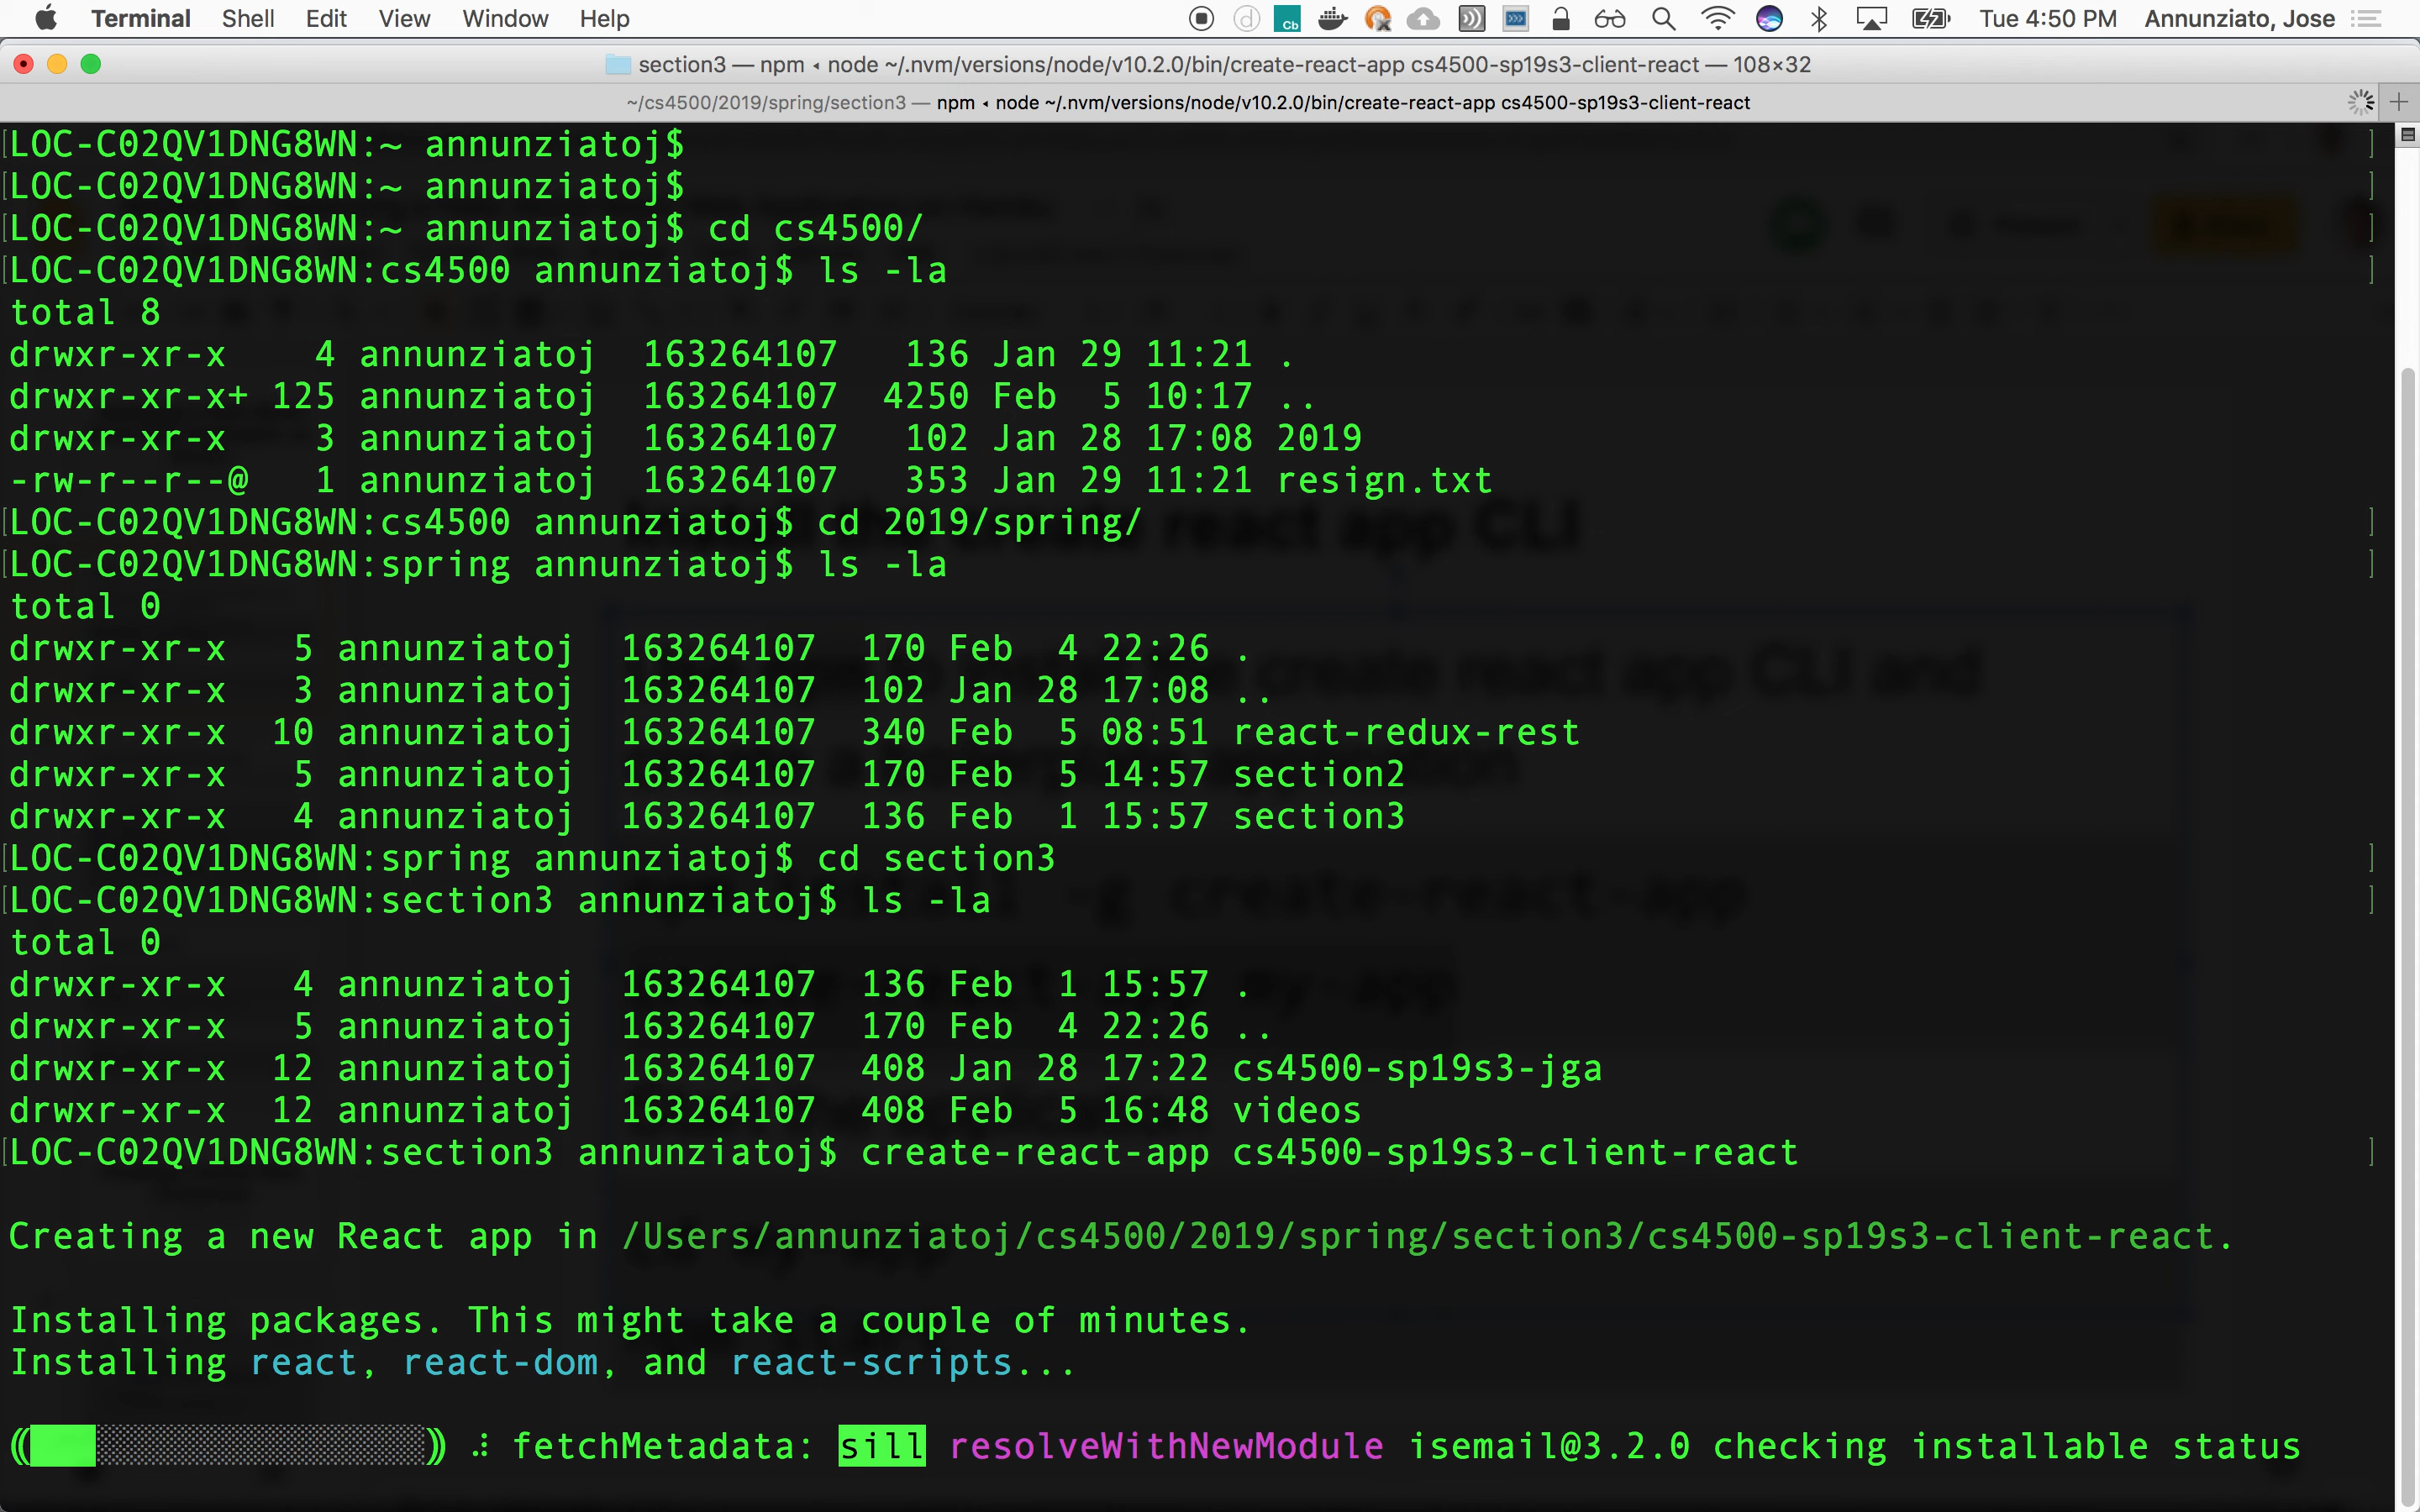 Terminal Shell Edit View Window Help Cb Tue 4:50 PM Annunziato, Jose
section3 — npm ◂ node ~/.nvm/versions/node/v10.2.0/bin/create-react-app cs4500-sp19s3-client-react — 108×32
~/cs4500/2019/spring/section3 — npm ◂ node ~/.nvm/versions/node/v10.2.0/bin/create-react-app cs4500-sp19s3-client-react
[LOC-C02QV1DNG8WN:~ annunziatoj$ ]
[LOC-C02QV1DNG8WN:~ annunziatoj$ ]
[LOC-C02QV1DNG8WN:~ annunziatoj$ cd cs4500/ ]
[LOC-C02QV1DNG8WN:cs4500 annunziatoj$ ls -la ]
total 8
drwxr-xr-x 4 annunziatoj 163264107 136 Jan 29 11:21 .
drwxr-xr-x+ 125 annunziatoj 163264107 4250 Feb 5 10:17 ..
drwxr-xr-x 3 annunziatoj 163264107 102 Jan 28 17:08 2019
-rw-r--r--@ 1 annunziatoj 163264107 353 Jan 29 11:21 resign.txt
[LOC-C02QV1DNG8WN:cs4500 annunziatoj$ cd 2019/spring/ ]
[LOC-C02QV1DNG8WN:spring annunziatoj$ ls -la ]
total 0
drwxr-xr-x 5 annunziatoj 163264107 170 Feb 4 22:26 .
drwxr-xr-x 3 annunziatoj 163264107 102 Jan 28 17:08 ..
drwxr-xr-x 10 annunziatoj 163264107 340 Feb 5 08:51 react-redux-rest
drwxr-xr-x 5 annunziatoj 163264107 170 Feb 5 14:57 section2
drwxr-xr-x 4 annunziatoj 163264107 136 Feb 1 15:57 section3
[LOC-C02QV1DNG8WN:spring annunziatoj$ cd section3 ]
[LOC-C02QV1DNG8WN:section3 annunziatoj$ ls -la ]
total 0
drwxr-xr-x 4 annunziatoj 163264107 136 Feb 1 15:57 .
drwxr-xr-x 5 annunziatoj 163264107 170 Feb 4 22:26 ..
drwxr-xr-x 12 annunziatoj 163264107 408 Jan 28 17:22 cs4500-sp19s3-jga
drwxr-xr-x 12 annunziatoj 163264107 408 Feb 5 16:48 videos
[LOC-C02QV1DNG8WN:section3 annunziatoj$ create-react-app cs4500-sp19s3-client-react ]
Creating a new React app in /Users/annunziatoj/cs4500/2019/spring/section3/cs4500-sp19s3-client-react.
Installing packages. This might take a couple of minutes.
Installing react, react-dom, and react-scripts...
fetchMetadata: sill resolveWithNewModule isemail@3.2.0 checking installable status